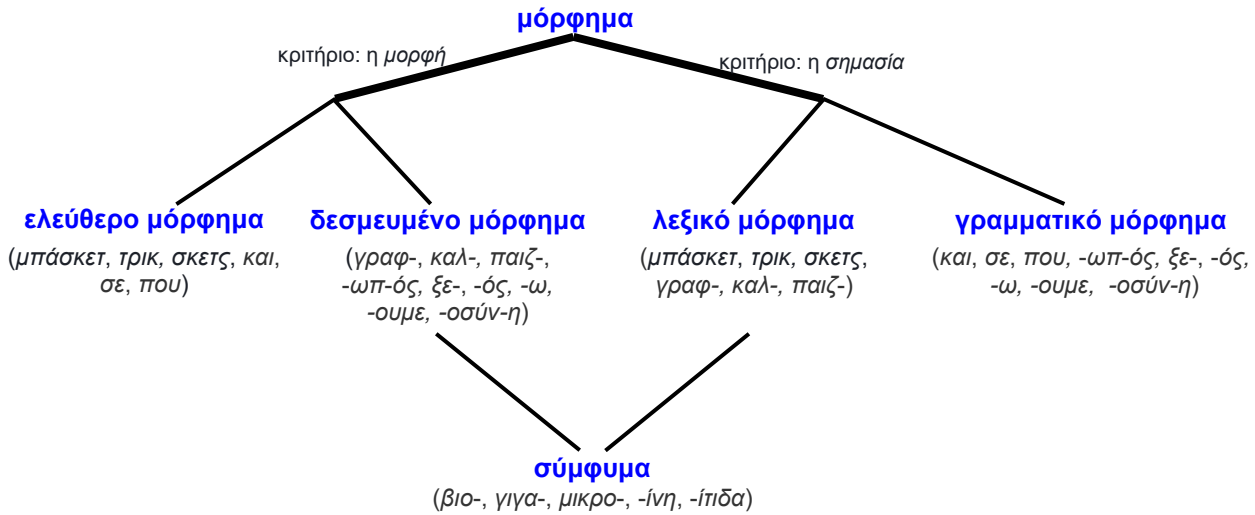 μόρφημα
κριτήριο: η μορφή
κριτήριο: η σημασία
ελεύθερο μόρφημα
(μπάσκετ, τρικ, σκετς, και,
σε, που)
δεσμευμένο μόρφημα
(γραφ-, καλ-, παιζ-,
-ωπ-ός, ξε-, -ός, -ω,
-ουμε, -οσύν-η)
λεξικό μόρφημα
(μπάσκετ, τρικ, σκετς,
γραφ-, καλ-, παιζ-)
γραμματικό μόρφημα
(και, σε, που, -ωπ-ός, ξε-, -ός,
-ω, -ουμε, -οσύν-η)
σύμφυμα
(βιο-, γιγα-, μικρο-, -ίνη, -ίτιδα)